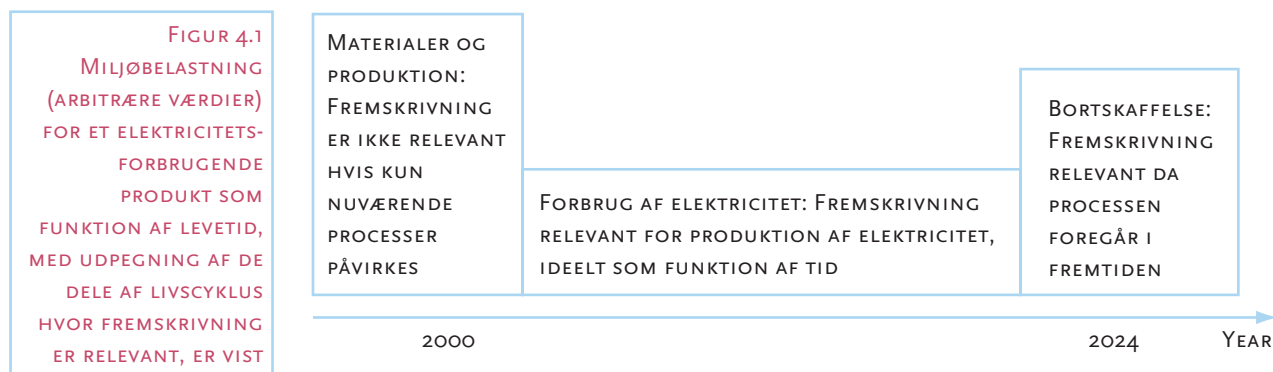 Figur 4.1
Miljøbelastning
(arbitrære værdier)
for et elektricitets-
forbrugende
produkt som
funktion af levetid,
med udpegning af de
dele af livscyklus
hvor fremskrivning
er relevant, er vist
Materialer og
produktion:
Fremskrivning
er ikke relevant
hvis kun
nuværende
processer
påvirkes
Forbrug af elektricitet: Fremskrivning
relevant for produktion af elektricitet,
ideelt som funktion af tid
Bortskaffelse:
Fremskrivning
relevant da
processen
foregår i
fremtiden
2000
2024
Year